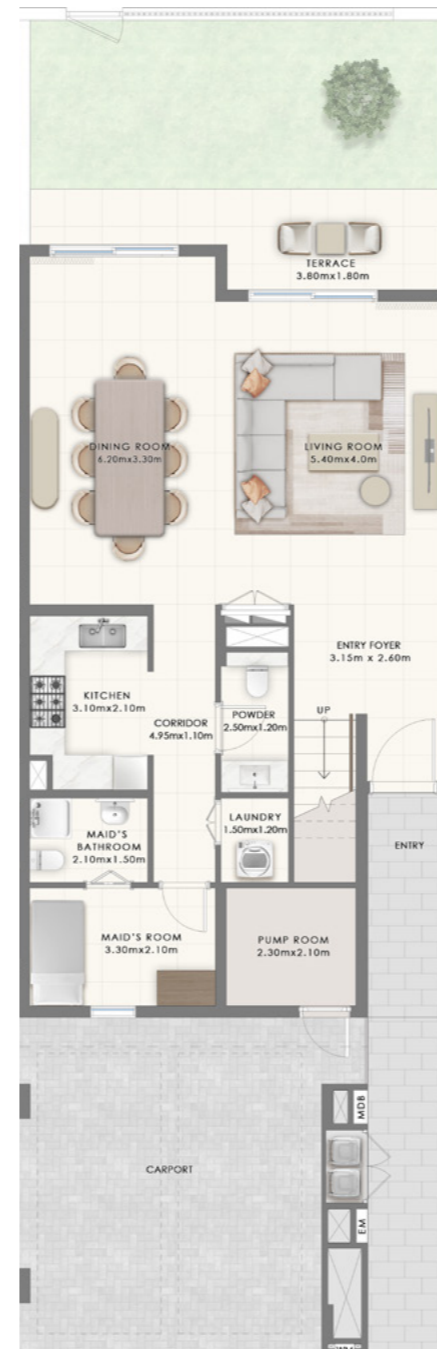 TERRACE
3.80mx1.80m
DINING ROOM
6.20mx3.30m
LIVING ROOM
5.40mx4.0m
ENTRY FOYER
3.15m x 2.60m
KITCHEN
3.10mx2.10m
CORRIDOR
4.95mx1.10m
POWDER
2.50mx1.20m
UP
LAUNDRY
1.50mx1.20m
MAID'S
BATHROOM
2.10mx1.50m
ENTRY
MAID'S ROOM
3.30mx2.10m
PUMP ROOM
2.30mx2.10m
MDB
CARPORT
EM